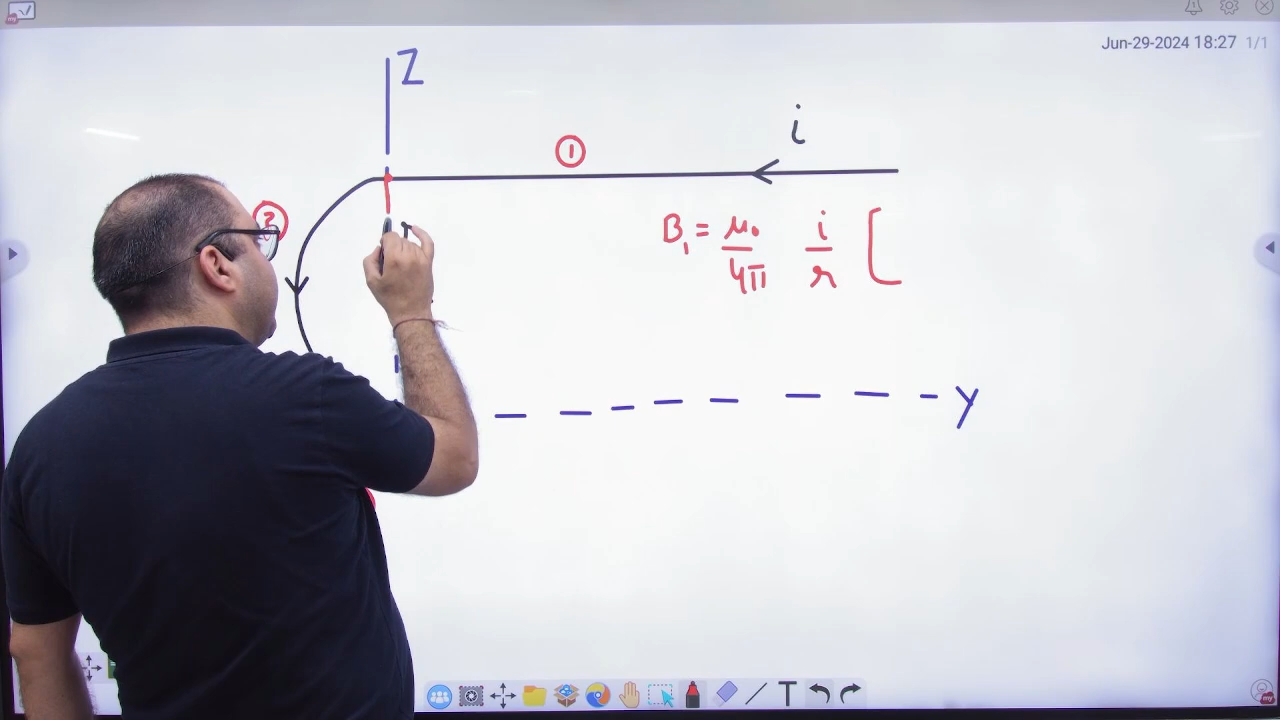 Jun-29-2024 18:27 1/1
Z
i
①
②
B₁ = μ₀/4π i/r [
Y
T